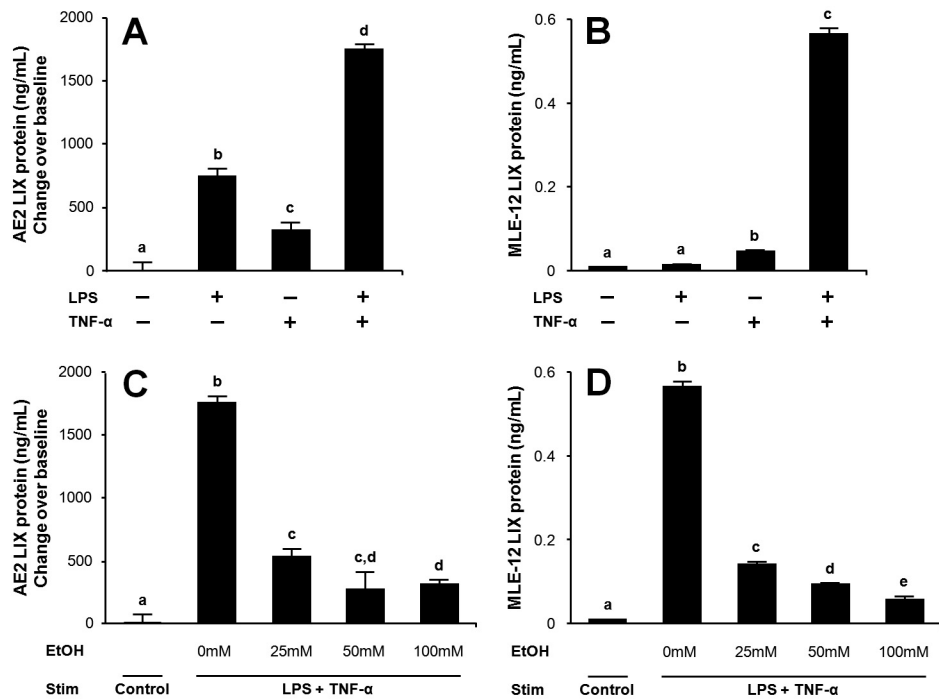 A
AE2 LIX protein (ng/mL)
Change over baseline
2000
1500
1000
500
0
a
b
c
d
LPS – + – +
TNF-α – – + +
B
MLE-12 LIX protein (ng/mL)
0.6
0.4
0.2
0
a
a
b
c
– + – +
– – + +
C
AE2 LIX protein (ng/mL)
Change over baseline
2000
1500
1000
500
0
a
b
c
c,d
d
EtOH 0mM 25mM 50mM 100mM
Stim Control LPS + TNF-α
D
MLE-12 LIX protein (ng/mL)
0.6
0.4
0.2
0
a
b
c
d
e
EtOH 0mM 25mM 50mM 100mM
Stim Control LPS + TNF-α